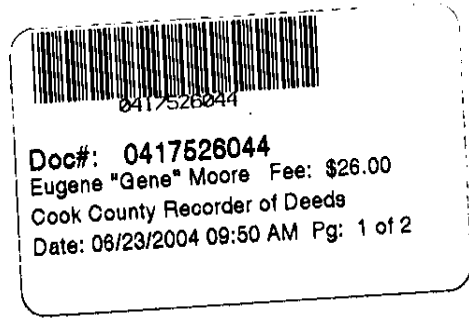 0417526044
Doc#: 0417526044
Eugene "Gene" Moore Fee: $26.00
Cook County Recorder of Deeds
Date: 06/23/2004 09:50 AM Pg: 1 of 2